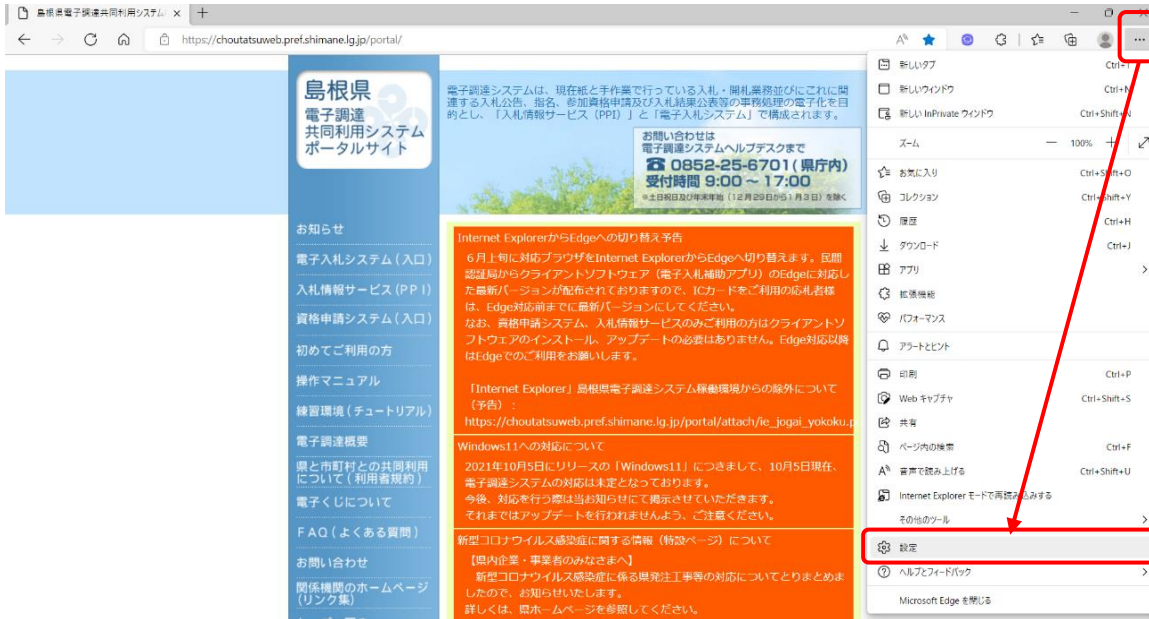 島根県電子調達共同利用システム
https://choutatsuweb.pref.shimane.lg.jp/portal/
島根県
電子調達
共同利用システム
ポータルサイト
電子調達システムは、現在紙と手作業で行っている入札・開札業務並びにこれに関
連する入札公告、指名、参加資格申請及び入札結果公表等の事務処理の電子化を目
的とし、「入札情報サービス（PPI）」と「電子入札システム」で構成されます。
お問い合わせは
電子調達システムヘルプデスクまで
0852-25-6701(県庁内)
受付時間 9:00 ~ 17:00
※土日祝日及び年末年始（12月29日から1月3日）を除く
お知らせ
電子入札システム(入口)
入札情報サービス(PPI)
資格申請システム(入口)
初めてご利用の方
操作マニュアル
練習環境(チュートリアル)
電子調達概要
県と市町村との共同利用
について(利用者規約)
電子くじについて
FAQ(よくある質問)
お問い合わせ
関係機関のホームページ
(リンク集)
Internet ExplorerからEdgeへの切り替え予告
6月上旬に対応ブラウザをInternet ExplorerからEdgeへ切り替えます。民間
認証局からクライアントソフトウェア（電子入札補助アプリ）のEdgeに対応し
た最新バージョンが配布されておりますので、ICカードをご利用の応札者様
は、Edge対応前までに最新バージョンにしてください。
なお、資格申請システム、入札情報サービスのみご利用の方はクライアントソ
フトウェアのインストール、アップデートの必要はありません。Edge対応以降
はEdgeでのご利用をお願いします。
「Internet Explorer」島根県電子調達システム稼働環境からの除外について
（予告）：
https://choutatsuweb.pref.shimane.lg.jp/portal/attach/ie_jogai_yokoku.p
Windows11への対応について
2021年10月5日にリリースの「Windows11」につきまして、10月5日現在、
電子調達システムの対応は未定となっております。
今後、対応を行う際は当お知らせにて掲示させていただきます。
それまではアップデートを行われませんよう、ご注意ください。
新型コロナウイルス感染症に関する情報（特設ページ）について
【県内企業・事業者のみなさまへ】
新型コロナウイルス感染症に係る県発注工事等の対応についてとりまとめま
したので、お知らせいたします。
詳しくは、県ホームページを参照してください。
新しいタブ Ctrl+T
新しいウィンドウ Ctrl+N
新しい InPrivate ウィンドウ Ctrl+Shift+N
ズーム 100%
お気に入り Ctrl+Shift+O
コレクション Ctrl+Shift+Y
履歴 Ctrl+H
ダウンロード Ctrl+J
アプリ
拡張機能
パフォーマンス
アラートとヒント
印刷 Ctrl+P
Web キャプチャ Ctrl+Shift+S
共有
ページ内の検索 Ctrl+F
音声で読み上げる Ctrl+Shift+U
Internet Explorer モードで再読み込みする
その他のツール
設定
ヘルプとフィードバック
Microsoft Edge を閉じる